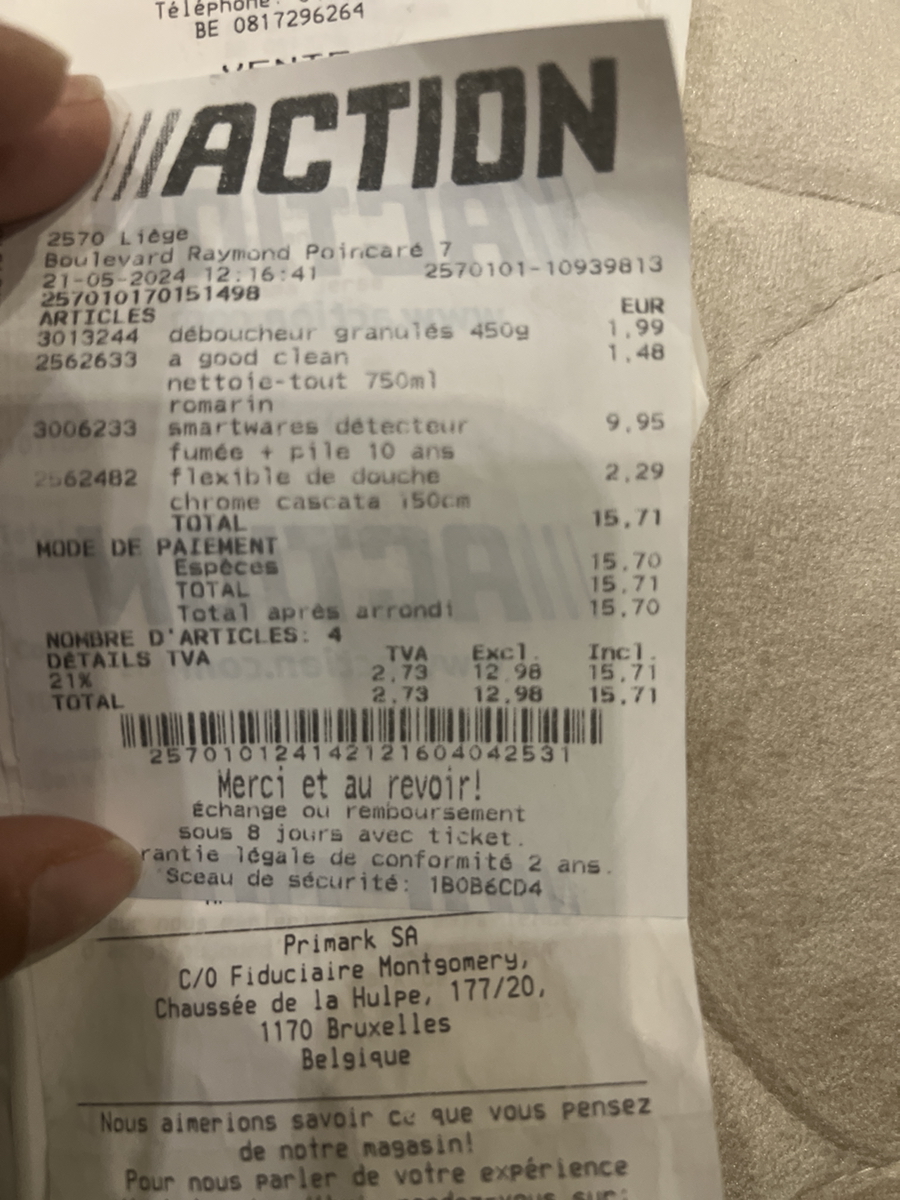 Téléphone
BE 0817296264
VENTE
ACTION
2570 Liège
Boulevard Raymond Poincaré 7
21-05-2024 12:16:41 2570101-10939813
257010170151498
ARTICLES EUR
3013244 déboucheur granulés 450g 1,99
2562633 a good clean 1,48
nettoie-tout 750ml
romarin
3006233 smartwares détecteur 9,95
fumée + pile 10 ans
2562482 flexible de douche 2,29
chrome cascata 150cm
TOTAL 15,71
MODE DE PAIEMENT
Espèces 15,70
TOTAL 15,71
Total après arrondi 15,70
NOMBRE D'ARTICLES: 4
DÉTAILS TVA TVA Excl. Incl.
21% 2,73 12,98 15,71
TOTAL 2,73 12,98 15,71
257010124142121604042531
Merci et au revoir!
Échange ou remboursement
sous 8 jours avec ticket.
rantie légale de conformité 2 ans.
Sceau de sécurité: 1B0B6CD4
Primark SA
C/O Fiduciaire Montgomery,
Chaussée de la Hulpe, 177/20,
1170 Bruxelles
Belgique
Nous aimerions savoir ce que vous pensez
de notre magasin!
Pour nous parler de votre expérience